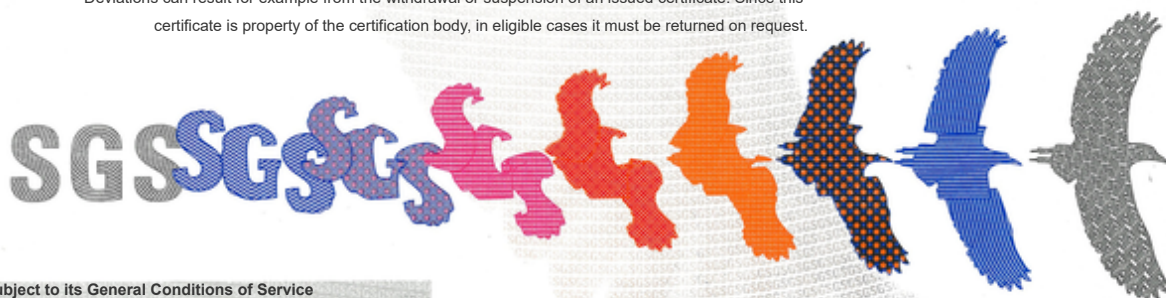 Deviations can result for example from the withdrawal or suspension of an issued certificate. Since this
certificate is property of the certification body, in eligible cases it must be returned on request.
SGS SGS SGS
ubject to its General Conditions of Service